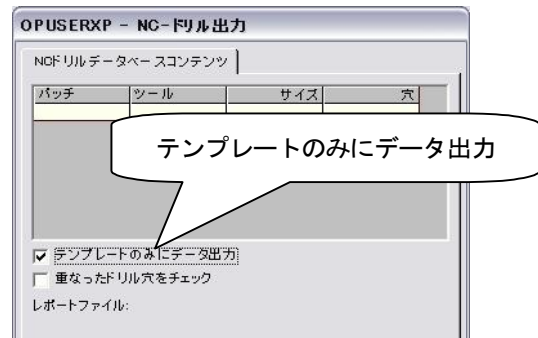 OPUSERXP - NC-ドリル出力
NCドリルデータベースコンテンツ
パッチ ツール サイズ 穴
テンプレートのみにデータ出力
テンプレートのみにデータ出力
重なったドリル穴をチェック
レポートファイル: